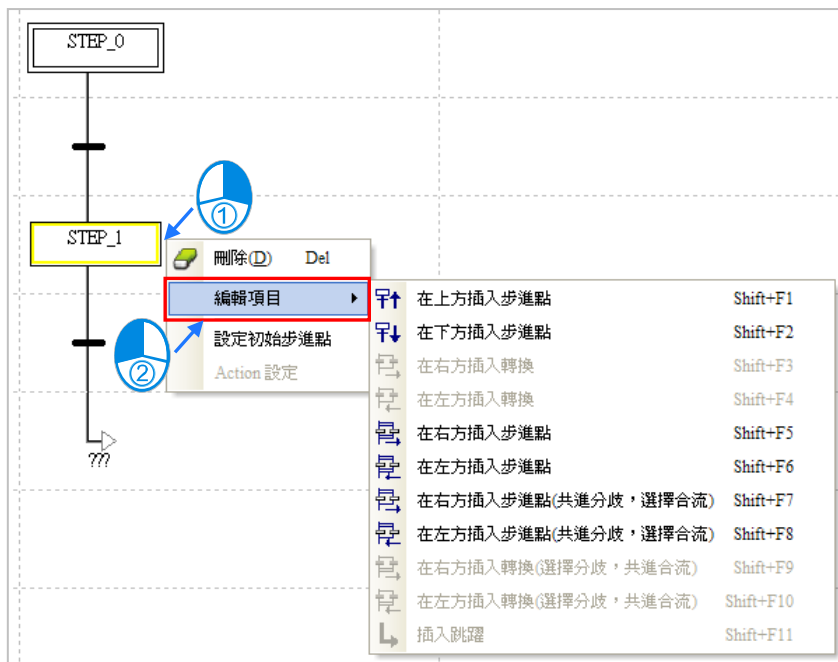 STEP_0
①
STEP_1
刪除(D) Del
編輯項目
設定初始步進點
②
Action 設定
在上方插入步進點 Shift+F1
在下方插入步進點 Shift+F2
在右方插入轉換 Shift+F3
在左方插入轉換 Shift+F4
在右方插入步進點 Shift+F5
在左方插入步進點 Shift+F6
在右方插入步進點(共進分歧，選擇合流) Shift+F7
在左方插入步進點(共進分歧，選擇合流) Shift+F8
在右方插入轉換(選擇分歧，共進合流) Shift+F9
在左方插入轉換(選擇分歧，共進合流) Shift+F10
插入跳躍 Shift+F11
???